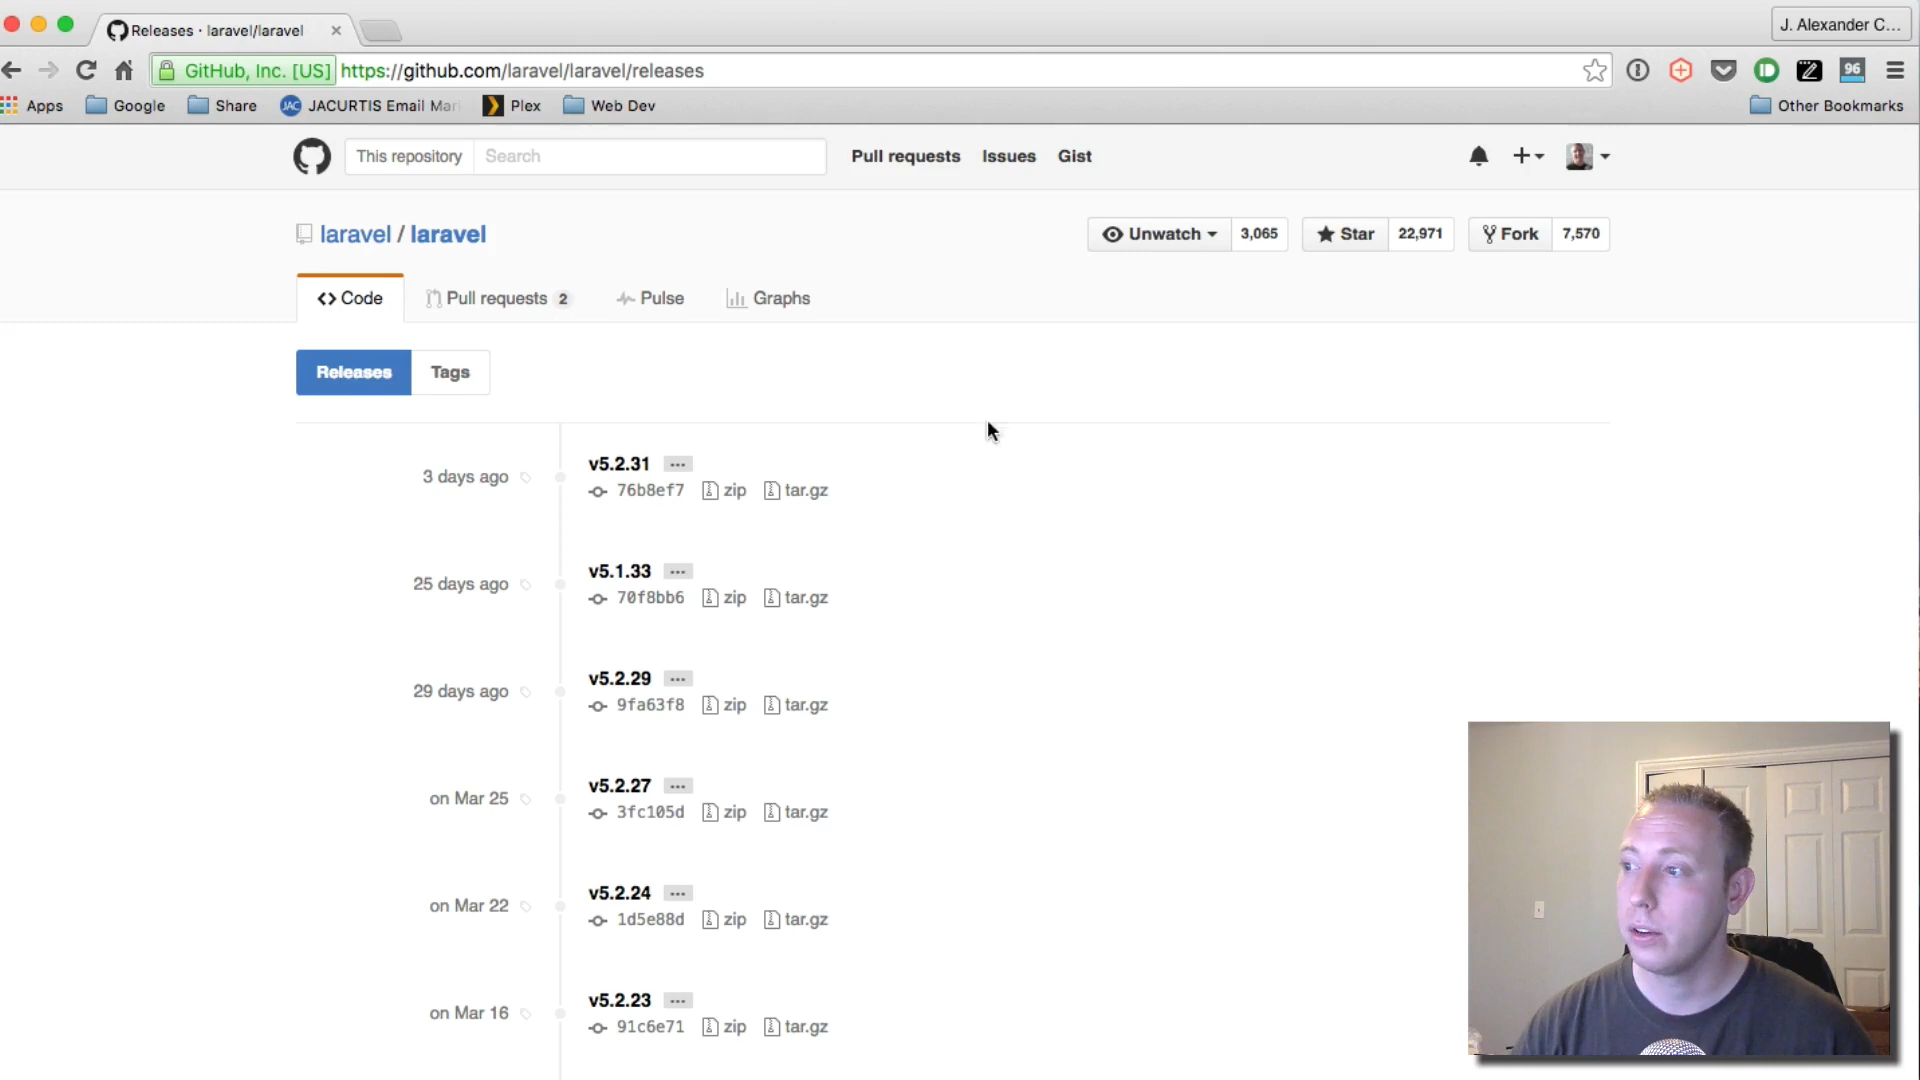 Releases · laravel/laravel
J. Alexander C...
GitHub, Inc. [US] https://github.com/laravel/laravel/releases
96
Apps Google Share JAC JACURTIS Email Mar Plex Web Dev Other Bookmarks
This repository Search Pull requests Issues Gist
laravel / laravel Unwatch 3,065 Star 22,971 Fork 7,570
Code Pull requests 2 Pulse Graphs
Releases Tags
3 days ago v5.2.31 ...
76b8ef7 zip tar.gz
25 days ago v5.1.33 ...
70f8bb6 zip tar.gz
29 days ago v5.2.29 ...
9fa63f8 zip tar.gz
on Mar 25 v5.2.27 ...
3fc105d zip tar.gz
on Mar 22 v5.2.24 ...
1d5e88d zip tar.gz
on Mar 16 v5.2.23 ...
91c6e71 zip tar.gz